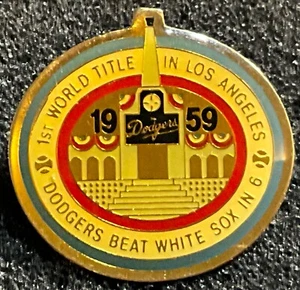 1st WORLD TITLE IN LOS ANGELES
19 59
Dodgers
DODGERS BEAT WHITE SOX IN 6